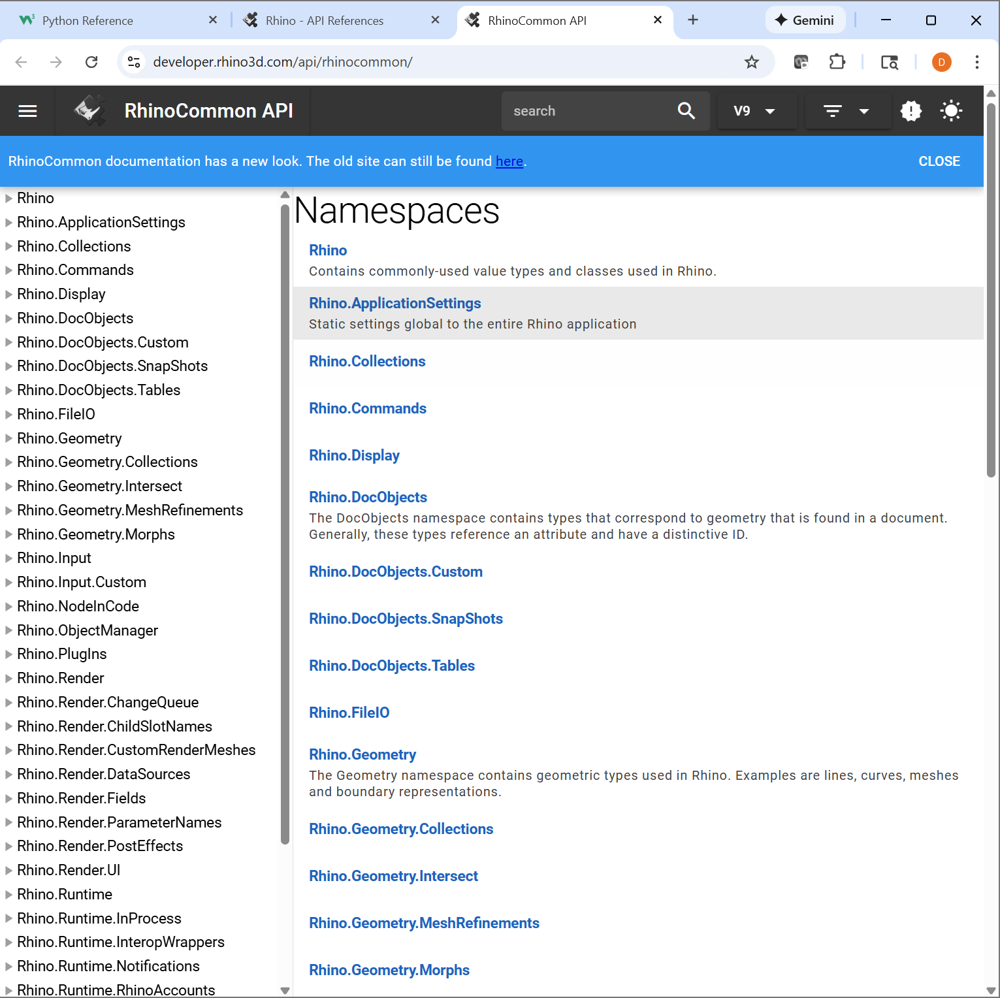 Python Reference
Rhino - API References
RhinoCommon API
Gemini
developer.rhino3d.com/api/rhinocommon/
D
RhinoCommon API
search
V9
RhinoCommon documentation has a new look. The old site can still be found here.
CLOSE
Rhino
Rhino.ApplicationSettings
Rhino.Collections
Rhino.Commands
Rhino.Display
Rhino.DocObjects
Rhino.DocObjects.Custom
Rhino.DocObjects.SnapShots
Rhino.DocObjects.Tables
Rhino.FileIO
Rhino.Geometry
Rhino.Geometry.Collections
Rhino.Geometry.Intersect
Rhino.Geometry.MeshRefinements
Rhino.Geometry.Morphs
Rhino.Input
Rhino.Input.Custom
Rhino.NodeInCode
Rhino.ObjectManager
Rhino.PlugIns
Rhino.Render
Rhino.Render.ChangeQueue
Rhino.Render.ChildSlotNames
Rhino.Render.CustomRenderMeshes
Rhino.Render.DataSources
Rhino.Render.Fields
Rhino.Render.ParameterNames
Rhino.Render.PostEffects
Rhino.Render.UI
Rhino.Runtime
Rhino.Runtime.InProcess
Rhino.Runtime.InteropWrappers
Rhino.Runtime.Notifications
Rhino.Runtime.RhinoAccounts
Namespaces
Rhino
Contains commonly-used value types and classes used in Rhino.
Rhino.ApplicationSettings
Static settings global to the entire Rhino application
Rhino.Collections
Rhino.Commands
Rhino.Display
Rhino.DocObjects
The DocObjects namespace contains types that correspond to geometry that is found in a document.
Generally, these types reference an attribute and have a distinctive ID.
Rhino.DocObjects.Custom
Rhino.DocObjects.SnapShots
Rhino.DocObjects.Tables
Rhino.FileIO
Rhino.Geometry
The Geometry namespace contains geometric types used in Rhino. Examples are lines, curves, meshes
and boundary representations.
Rhino.Geometry.Collections
Rhino.Geometry.Intersect
Rhino.Geometry.MeshRefinements
Rhino.Geometry.Morphs